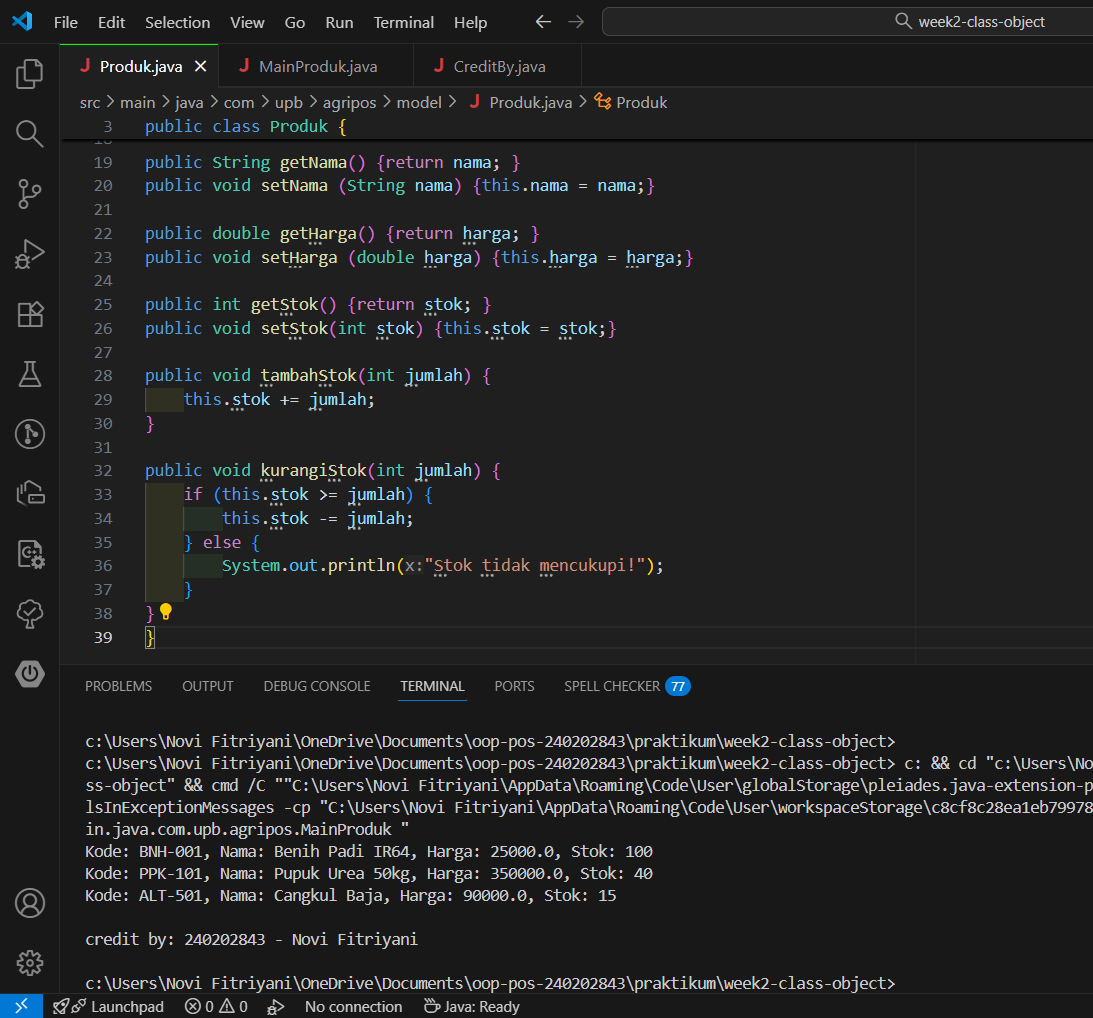 File Edit Selection View Go Run Terminal Help week2-class-object
J Produk.java J MainProduk.java J CreditBy.java
src > main > java > com > upb > agripos > model > J Produk.java > Produk
3 public class Produk {
18
19 public String getNama() {return nama; }
20 public void setNama (String nama) {this.nama = nama;}
21
22 public double getHarga() {return harga; }
23 public void setHarga (double harga) {this.harga = harga;}
24
25 public int getStok() {return stok; }
26 public void setStok(int stok) {this.stok = stok;}
27
28 public void tambahStok(int jumlah) {
29 this.stok += jumlah;
30 }
31
32 public void kurangiStok(int jumlah) {
33 if (this.stok >= jumlah) {
34 this.stok -= jumlah;
35 } else {
36 System.out.println(x:"Stok tidak mencukupi!");
37 }
38 }
39 }
PROBLEMS OUTPUT DEBUG CONSOLE TERMINAL PORTS SPELL CHECKER 77
c:\Users\Novi Fitriyani\OneDrive\Documents\oop-pos-240202843\praktikum\week2-class-object>
c:\Users\Novi Fitriyani\OneDrive\Documents\oop-pos-240202843\praktikum\week2-class-object> c: && cd "c:\Users\No
ss-object" && cmd /C ""C:\Users\Novi Fitriyani\AppData\Roaming\Code\User\globalStorage\pleiades.java-extension-p
lsInExceptionMessages -cp "C:\Users\Novi Fitriyani\AppData\Roaming\Code\User\workspaceStorage\c8cf8c28ea1eb79978
in.java.com.upb.agripos.MainProduk "
Kode: BNH-001, Nama: Benih Padi IR64, Harga: 25000.0, Stok: 100
Kode: PPK-101, Nama: Pupuk Urea 50kg, Harga: 350000.0, Stok: 40
Kode: ALT-501, Nama: Cangkul Baja, Harga: 90000.0, Stok: 15
credit by: 240202843 - Novi Fitriyani
c:\Users\Novi Fitriyani\OneDrive\Documents\oop-pos-240202843\praktikum\week2-class-object>
Launchpad 0 0 No connection Java: Ready